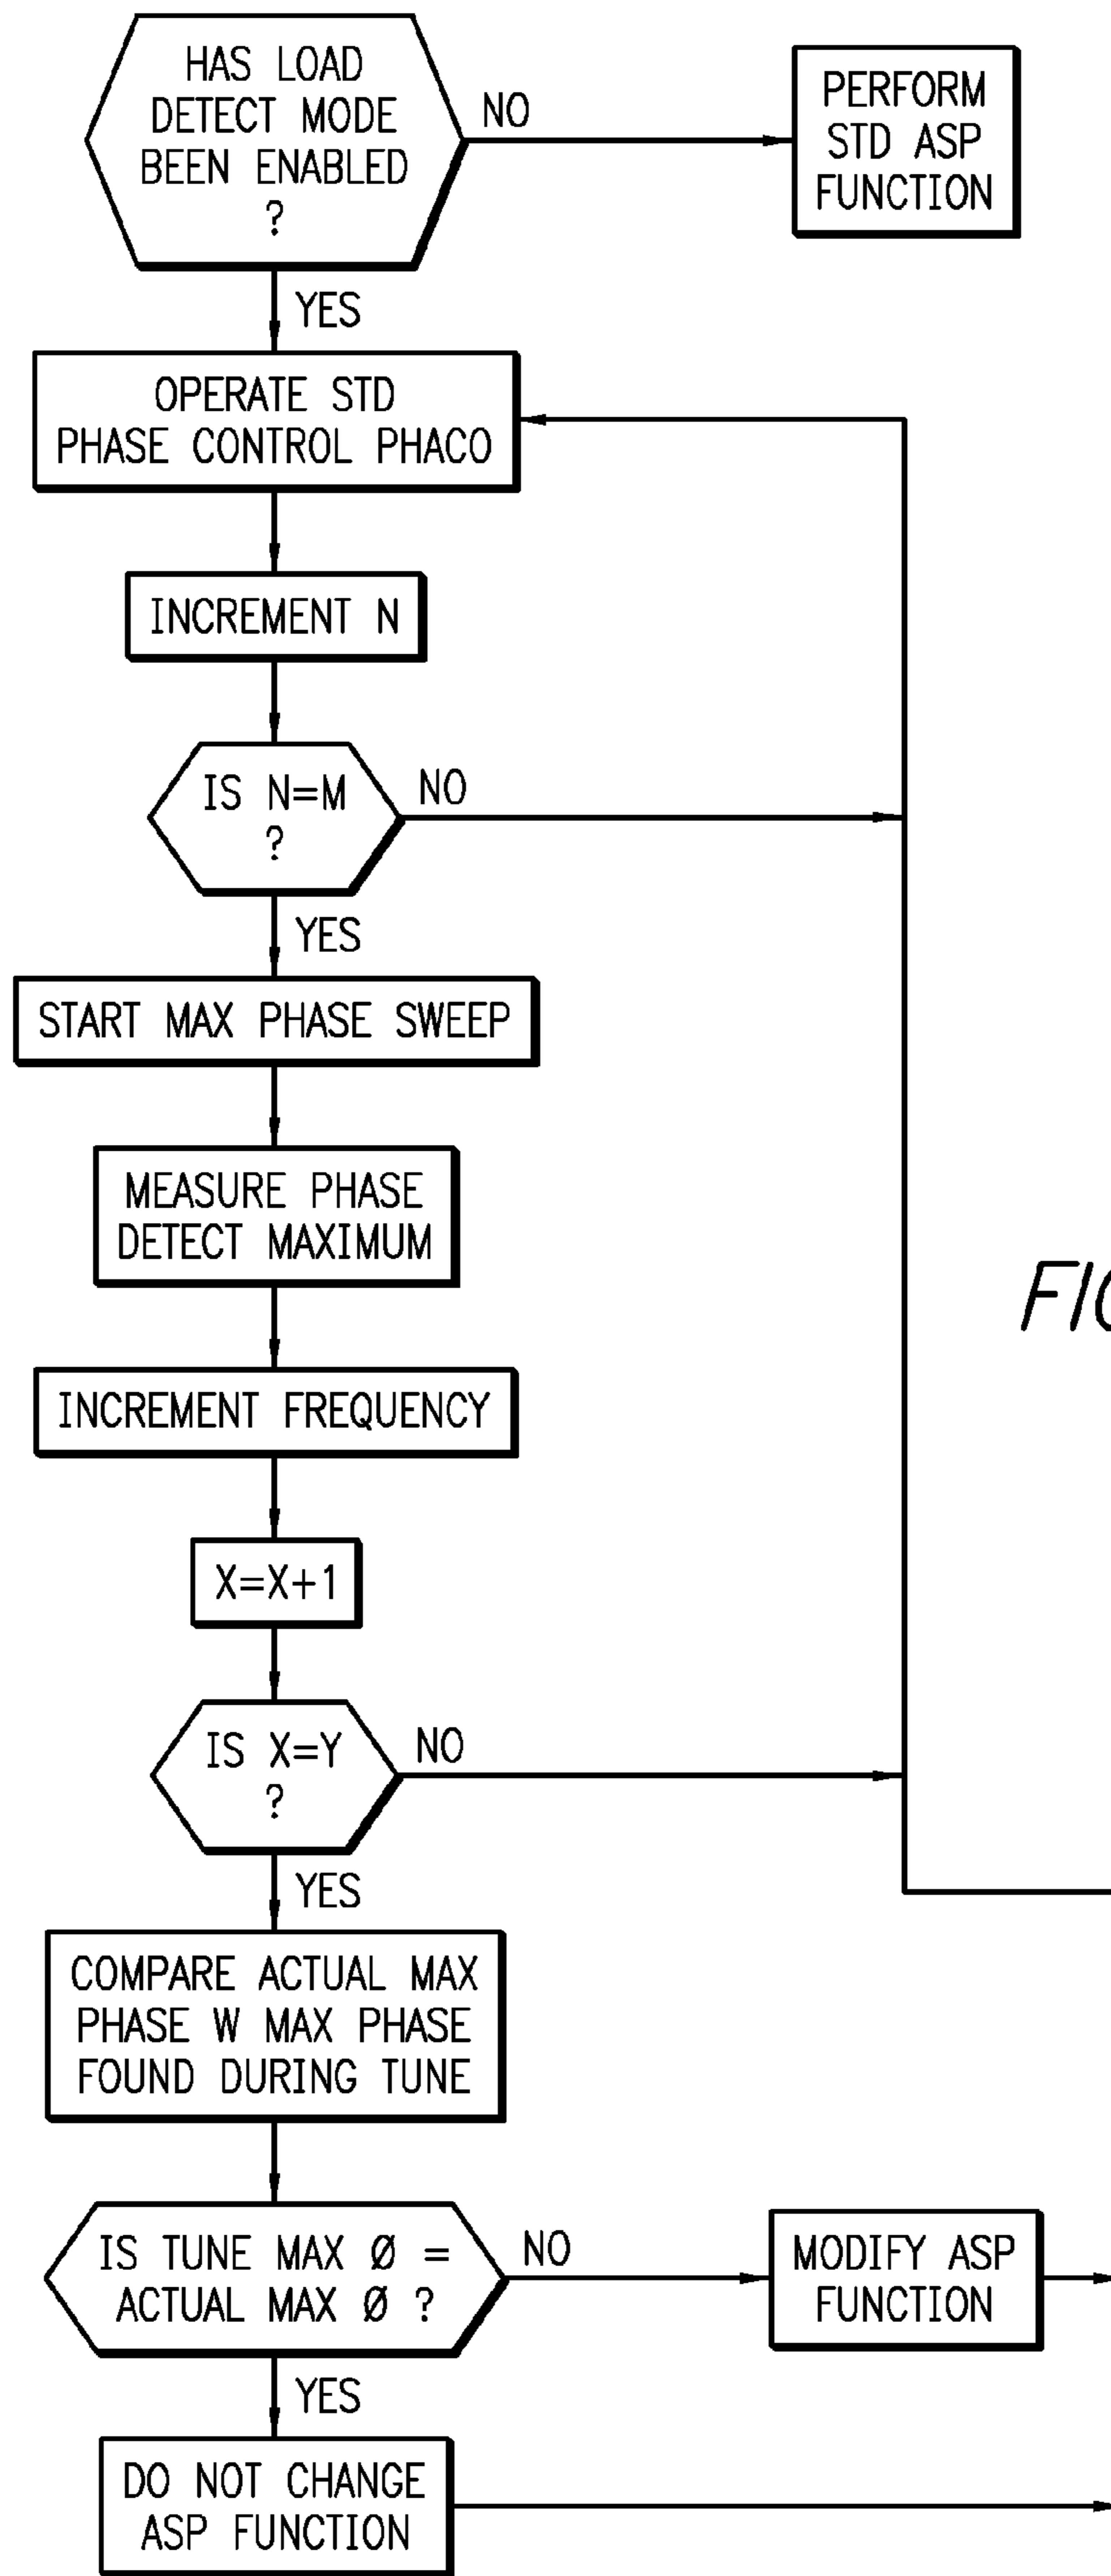 HAS LOAD
DETECT MODE
BEEN ENABLED
?
NO
PERFORM
STD ASP
FUNCTION
YES
OPERATE STD
PHASE CONTROL PHACO
INCREMENT N
IS N=M
?
NO
YES
START MAX PHASE SWEEP
MEASURE PHASE
DETECT MAXIMUM
INCREMENT FREQUENCY
X=X+1
IS X=Y
?
NO
YES
COMPARE ACTUAL MAX
PHASE W MAX PHASE
FOUND DURING TUNE
IS TUNE MAX Ø =
ACTUAL MAX Ø ?
NO
MODIFY ASP
FUNCTION
YES
DO NOT CHANGE
ASP FUNCTION